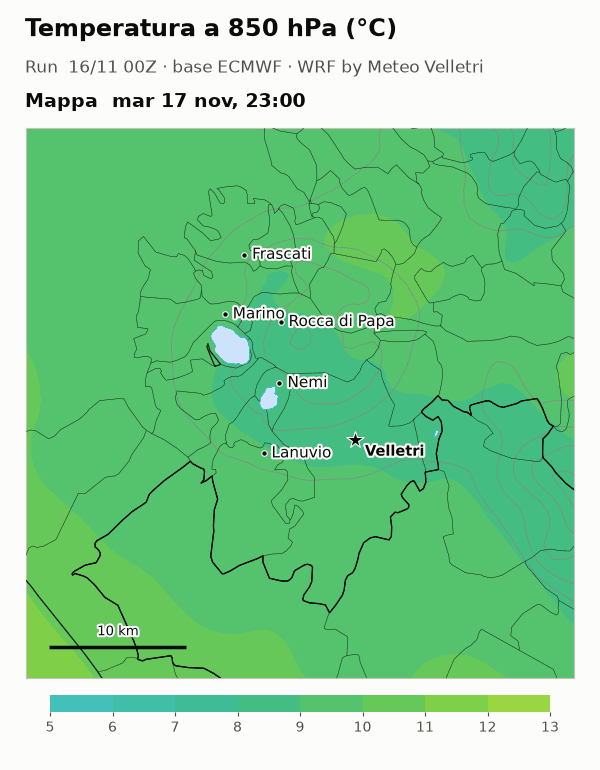 Temperatura a 850 hPa (°C)
Run  16/11 00Z · base ECMWF · WRF by Meteo Velletri
Mappa  mar 17 nov, 23:00
Frascati
Marino
Rocca di Papa
Nemi
Velletri
Lanuvio
10 km
5 6 7 8 9 10 11 12 13